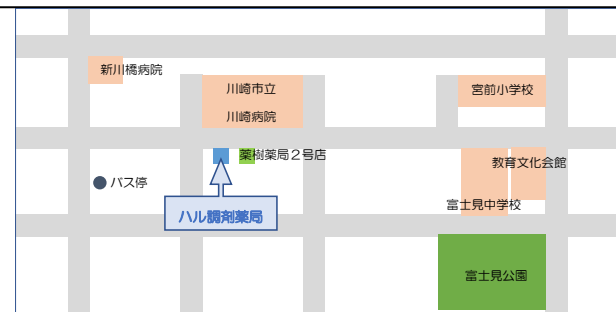 新川橋病院
川崎市立
川崎病院
宮前小学校
薬樹薬局２号店
教育文化会館
バス停
ハル調剤薬局
富士見中学校
富士見公園